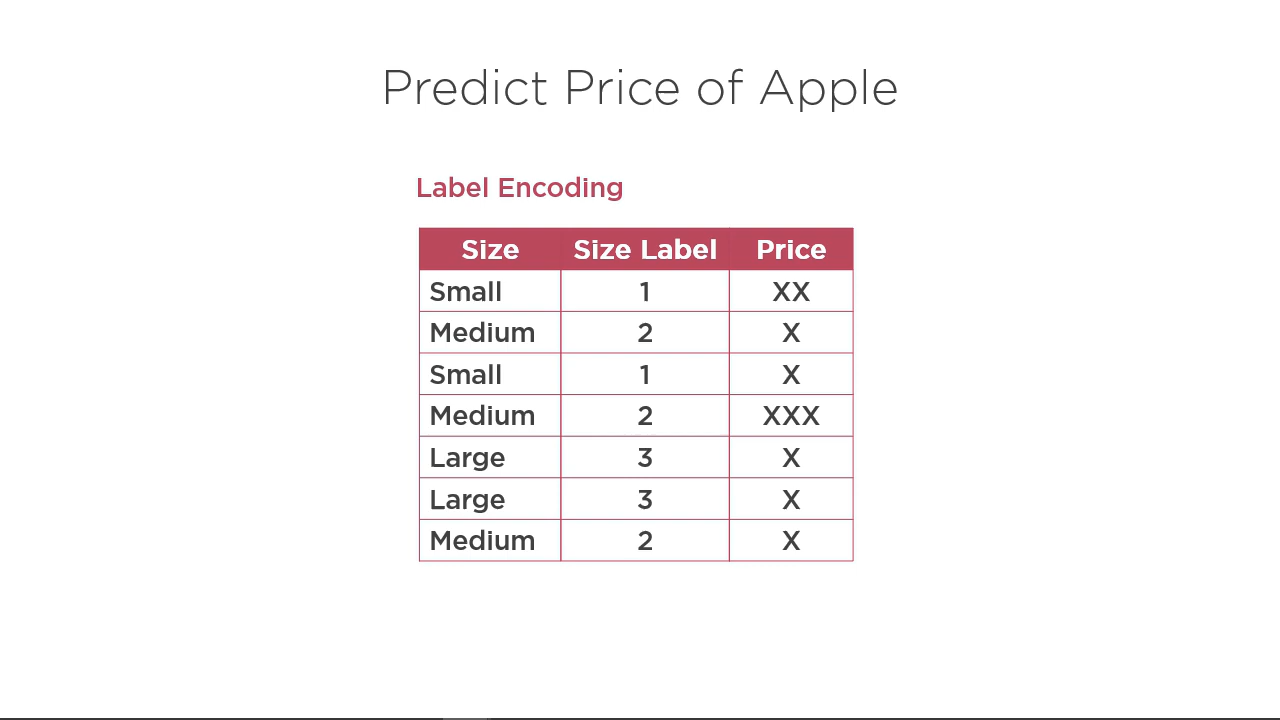 Predict Price of Apple
Label Encoding
Size Size Label Price
Small 1 XX
Medium 2 X
Small 1 X
Medium 2 XXX
Large 3 X
Large 3 X
Medium 2 X